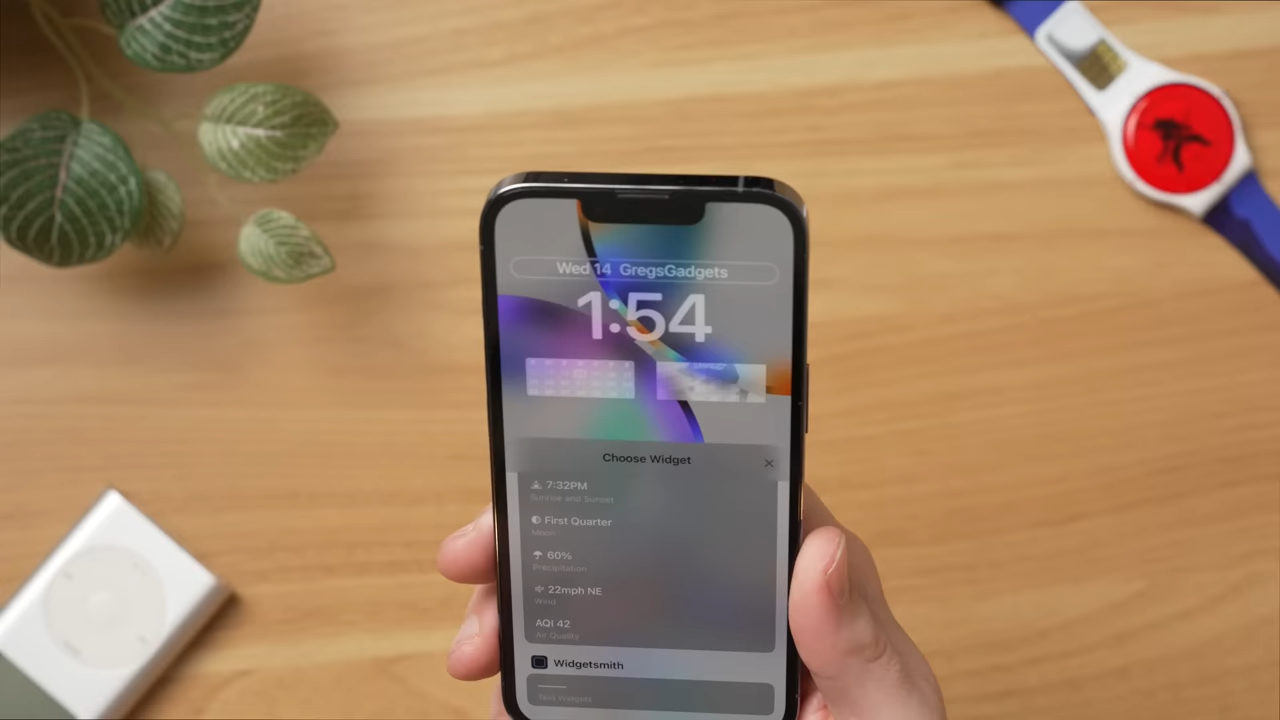 Wed 14 GregsGadgets
1:54
Choose Widget
7:32PM
Sunrise and Sunset
First Quarter
Moon
60%
Precipitation
22mph NE
Wind
AQI 42
Air Quality
Widgetsmith